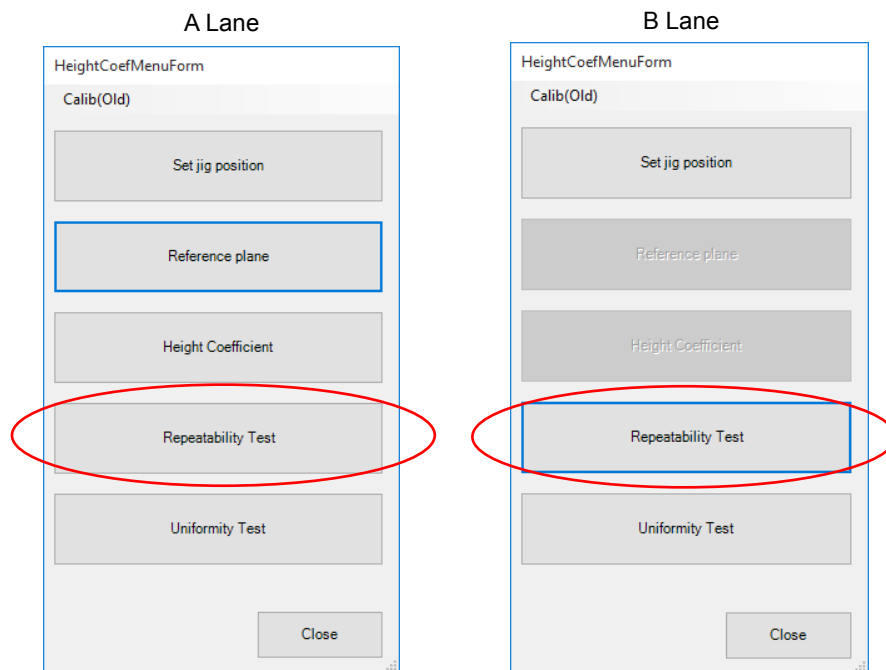 A Lane
HeightCoefMenuForm
Calib(Old)
Set jig position
Reference plane
Height Coefficient
Repeatability Test
Uniformity Test
Close
B Lane
HeightCoefMenuForm
Calib(Old)
Set jig position
Reference plane
Height Coefficient
Repeatability Test
Uniformity Test
Close